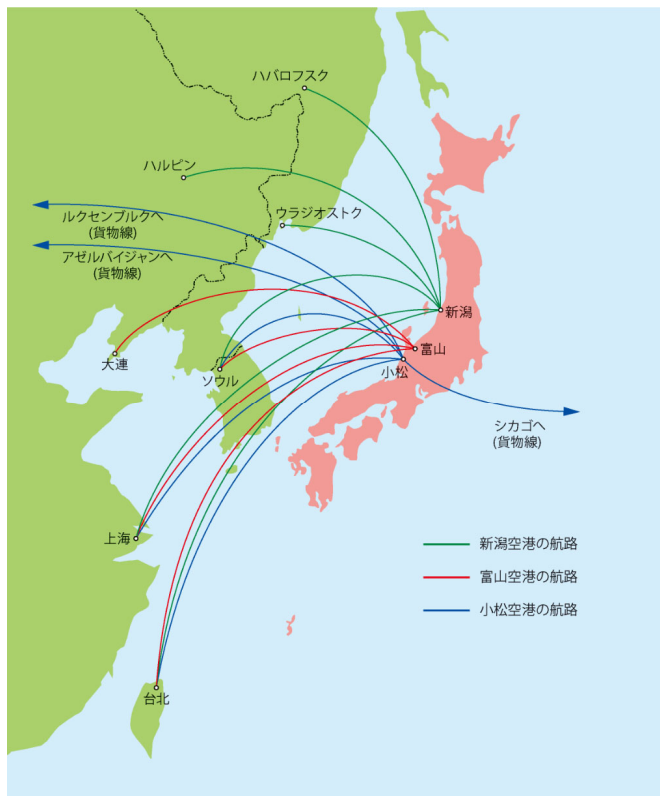 ハバロフスク
ハルビン
ウラジオストク
ルクセンブルクへ
(貨物線)
アゼルバイジャンへ
(貨物線)
新潟
富山
小松
大連
ソウル
シカゴへ
(貨物線)
上海
新潟空港の航路
富山空港の航路
小松空港の航路
台北